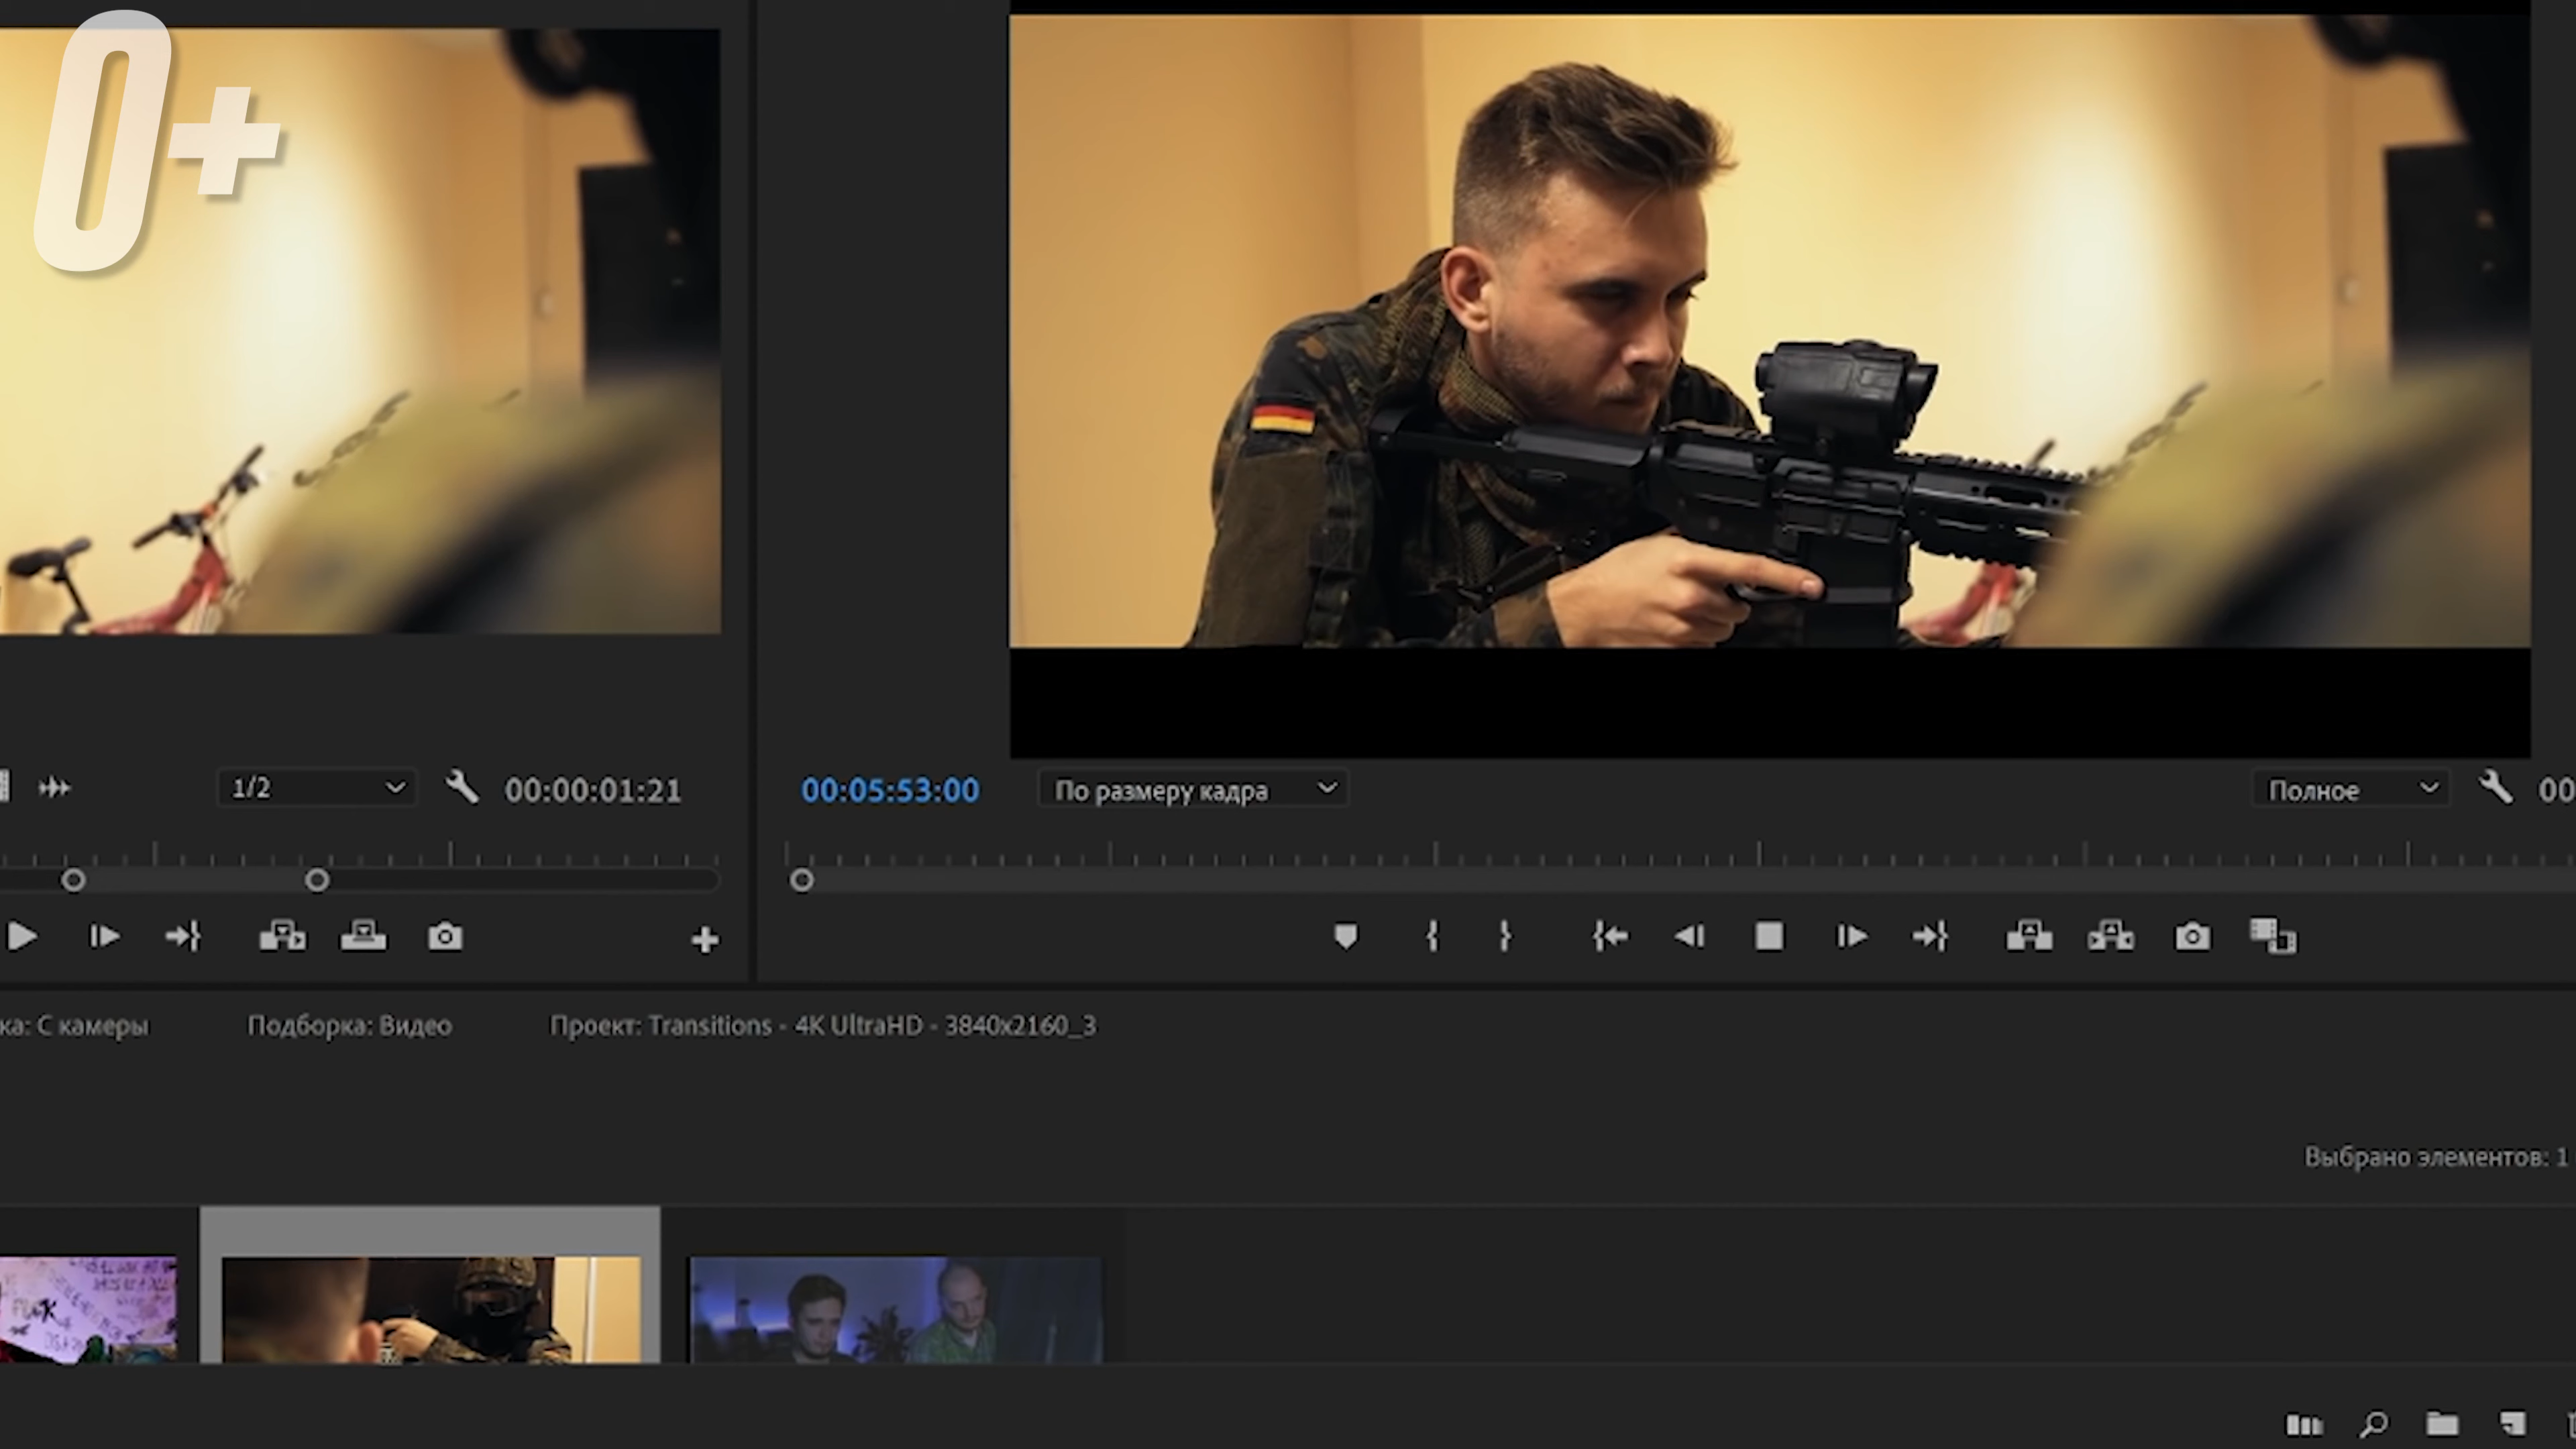 0+
1/2
00:00:01:21
00:05:53:00
По размеру кадра
Полное
00
ка: С камеры
Подборка: Видео
Проект: Transitions - 4K UltraHD - 3840x2160_3
Выбрано элементов: 1